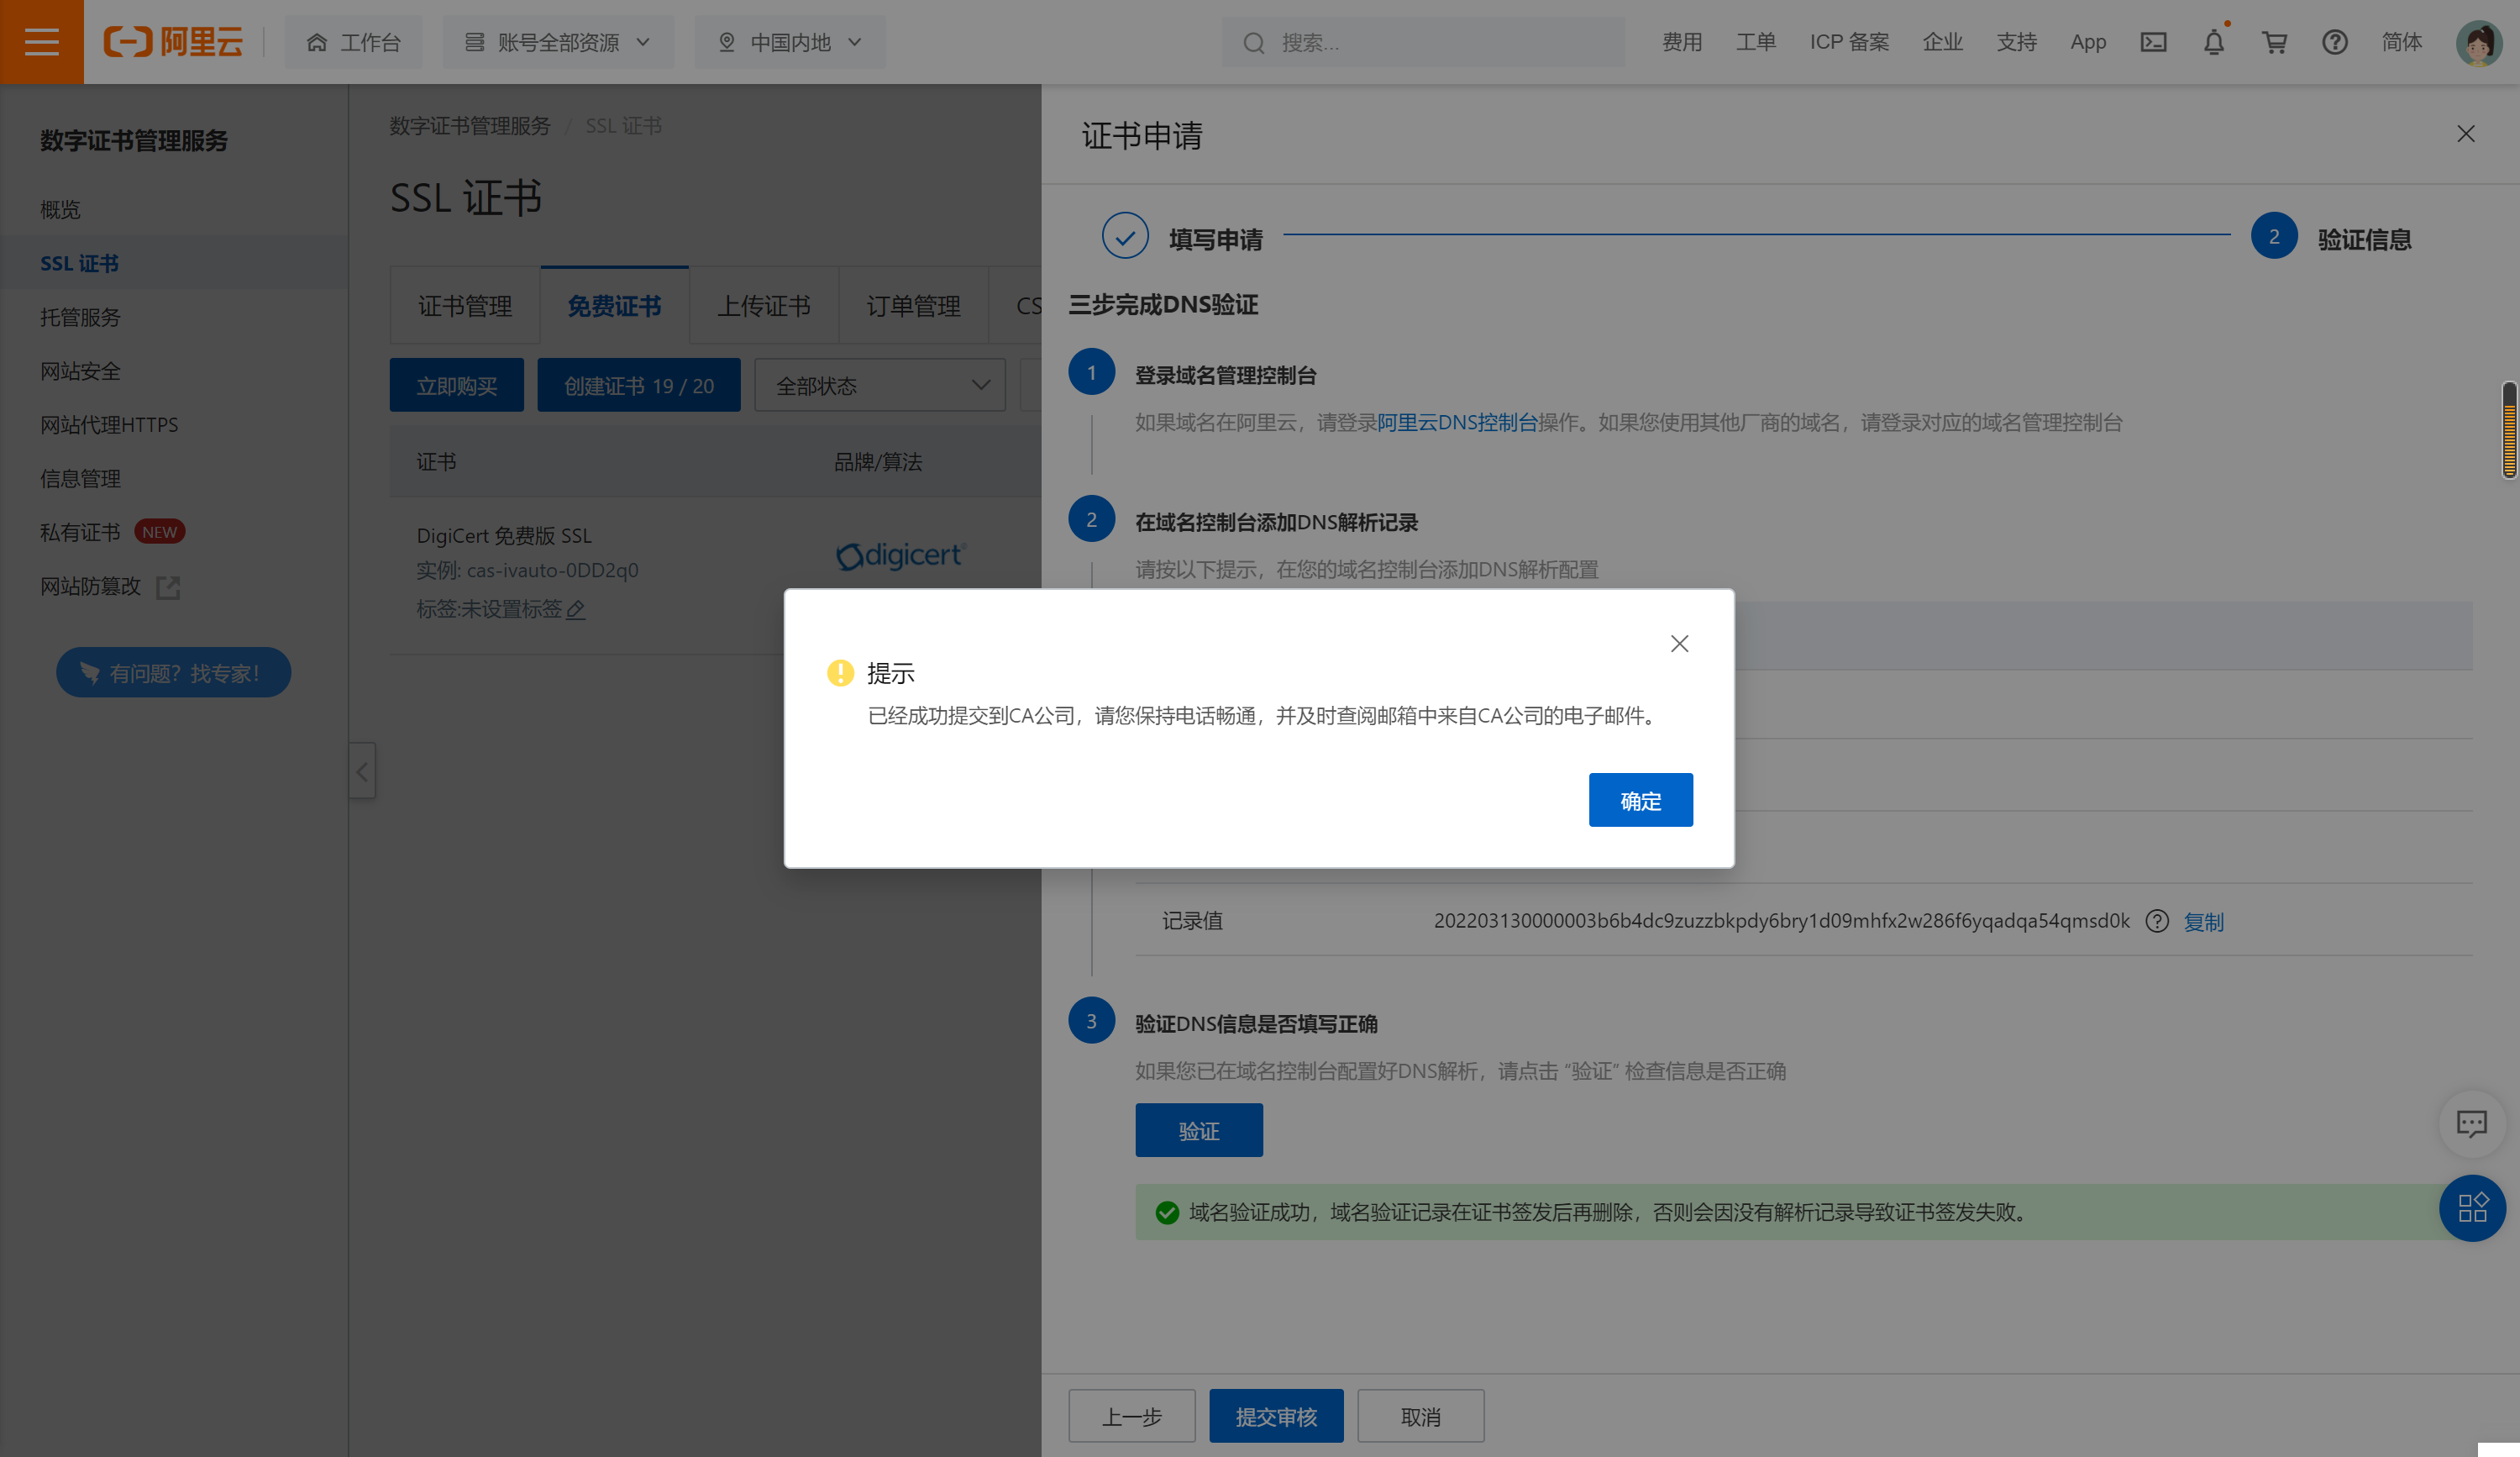 阿里云
工作台
账号全部资源
中国内地
搜索...
费用
工单
ICP 备案
企业
支持
App
简体
数字证书管理服务
概览
SSL 证书
托管服务
网站安全
网站代理HTTPS
信息管理
私有证书 NEW
网站防篡改
有问题？找专家！
数字证书管理服务 / SSL 证书
SSL 证书
证书管理
免费证书
上传证书
订单管理
CS
立即购买
创建证书 19 / 20
全部状态
证书
品牌/算法
DigiCert 免费版 SSL
实例: cas-ivauto-0DD2q0
标签:未设置标签
digicert
证书申请
填写申请
2 验证信息
三步完成DNS验证
1 登录域名管理控制台
如果域名在阿里云，请登录阿里云DNS控制台操作。如果您使用其他厂商的域名，请登录对应的域名管理控制台
2 在域名控制台添加DNS解析记录
请按以下提示，在您的域名控制台添加DNS解析配置
提示
已经成功提交到CA公司，请您保持电话畅通，并及时查阅邮箱中来自CA公司的电子邮件。
确定
记录值
202203130000003b6b4dc9zuzzbkpdy6bry1d09mhfx2w286f6yqadqa54qmsd0k
复制
3 验证DNS信息是否填写正确
如果您已在域名控制台配置好DNS解析，请点击 “验证” 检查信息是否正确
验证
域名验证成功，域名验证记录在证书签发后再删除，否则会因没有解析记录导致证书签发失败。
上一步
提交审核
取消